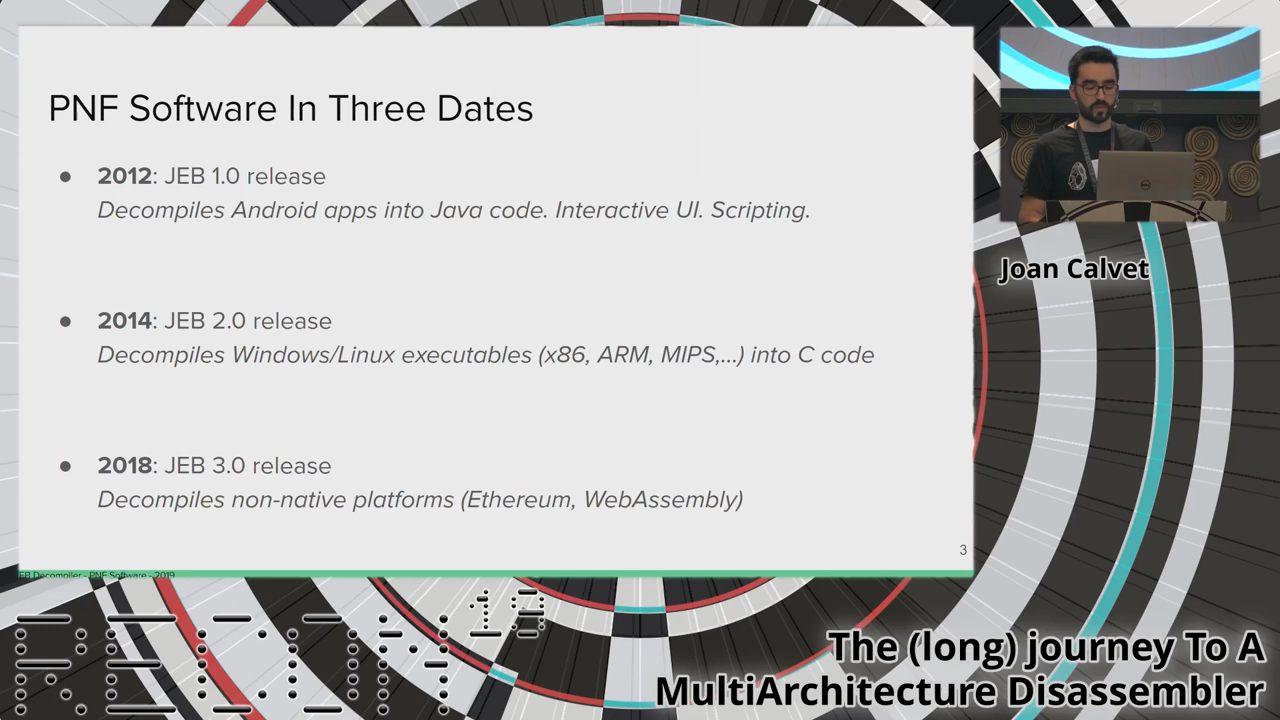 PNF Software In Three Dates
● 2012: JEB 1.0 release
Decompiles Android apps into Java code. Interactive UI. Scripting.
● 2014: JEB 2.0 release
Decompiles Windows/Linux executables (x86, ARM, MIPS,...) into C code
● 2018: JEB 3.0 release
Decompiles non-native platforms (Ethereum, WebAssembly)
3
EB Decompiler - PNF Software - 2019
Joan Calvet
RECON 19
The (long) journey To A
MultiArchitecture Disassembler